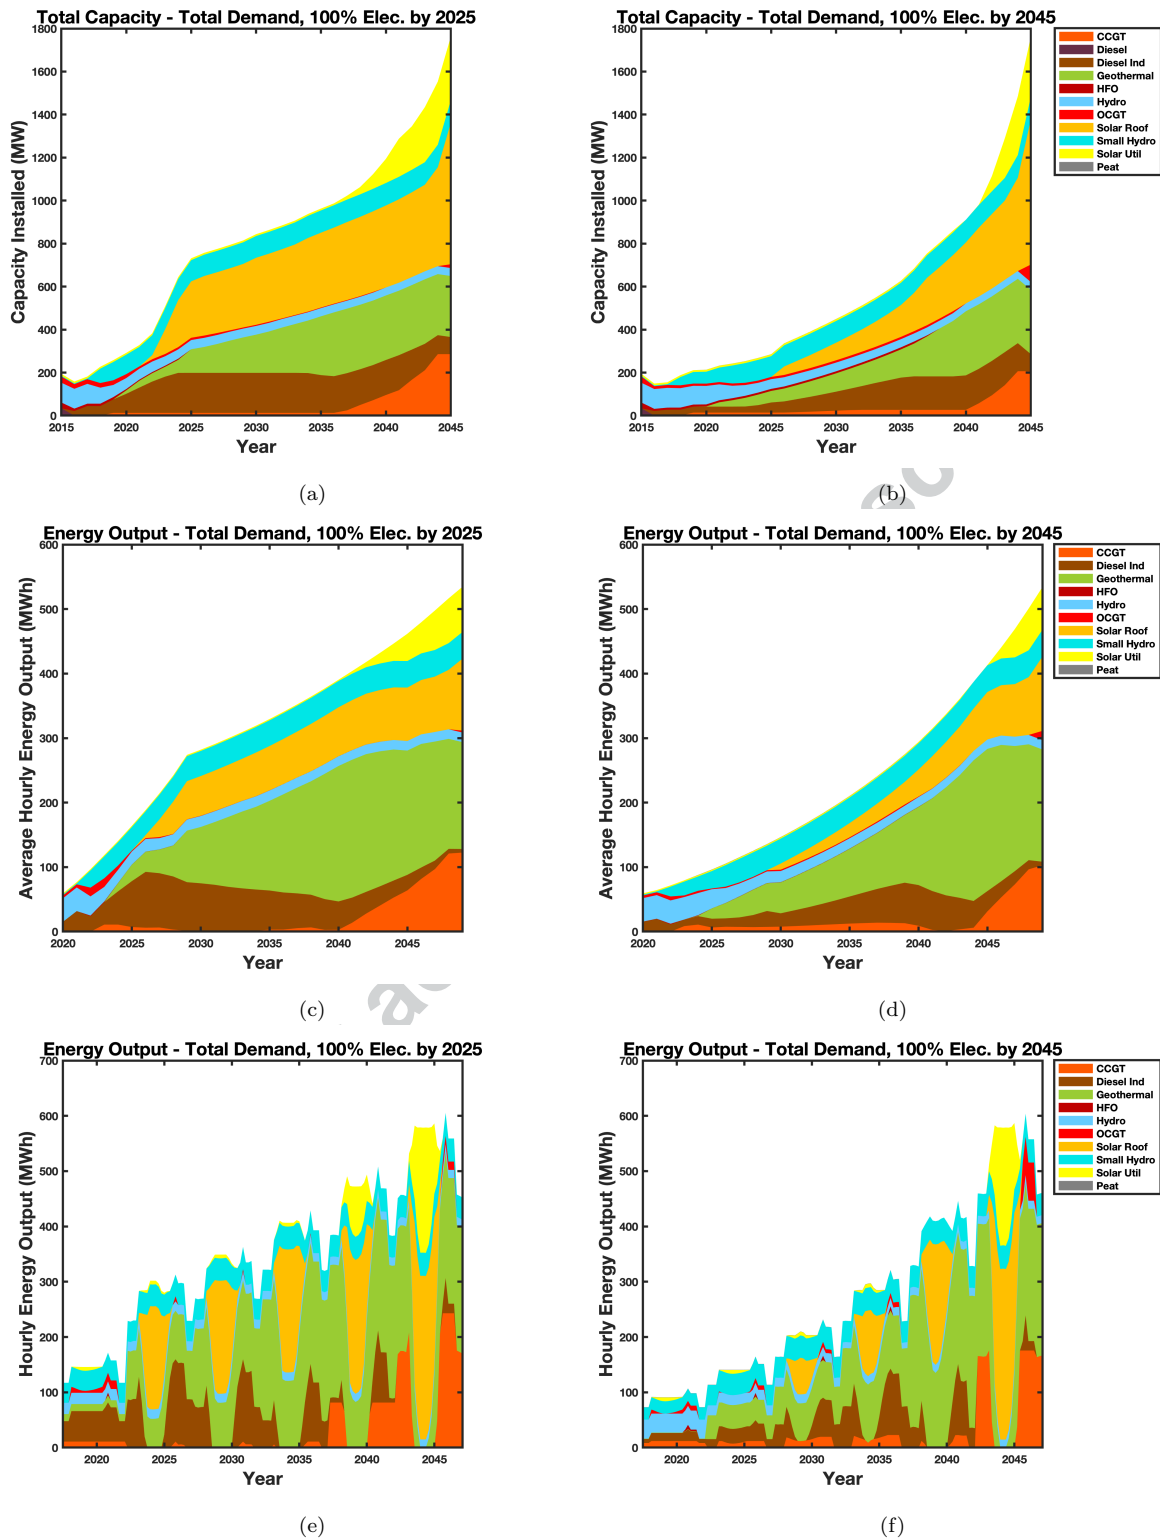 Total Capacity - Total Demand, 100% Elec. by 2025
Capacity Installed (MW)
1800
1600
1400
1200
1000
800
600
400
200
0
2015 2020 2025 2030 2035 2040 2045
Year
(a)
Total Capacity - Total Demand, 100% Elec. by 2045
Capacity Installed (MW)
1800
1600
1400
1200
1000
800
600
400
200
0
2015 2020 2025 2030 2035 2040 2045
Year
CCGT
Diesel
Diesel Ind
Geothermal
HFO
Hydro
OCGT
Solar Roof
Small Hydro
Solar Util
Peat
(b)
Energy Output - Total Demand, 100% Elec. by 2025
Average Hourly Energy Output (MWh)
600
500
400
300
200
100
0
2020 2025 2030 2035 2040 2045
Year
(c)
Energy Output - Total Demand, 100% Elec. by 2045
Average Hourly Energy Output (MWh)
600
500
400
300
200
100
0
2020 2025 2030 2035 2040 2045
Year
CCGT
Diesel Ind
Geothermal
HFO
Hydro
OCGT
Solar Roof
Small Hydro
Solar Util
Peat
(d)
Energy Output - Total Demand, 100% Elec. by 2025
Hourly Energy Output (MWh)
700
600
500
400
300
200
100
0
2020 2025 2030 2035 2040 2045
Year
(e)
Energy Output - Total Demand, 100% Elec. by 2045
Hourly Energy Output (MWh)
700
600
500
400
300
200
100
0
2020 2025 2030 2035 2040 2045
Year
CCGT
Diesel Ind
Geothermal
HFO
Hydro
OCGT
Solar Roof
Small Hydro
Solar Util
Peat
(f)